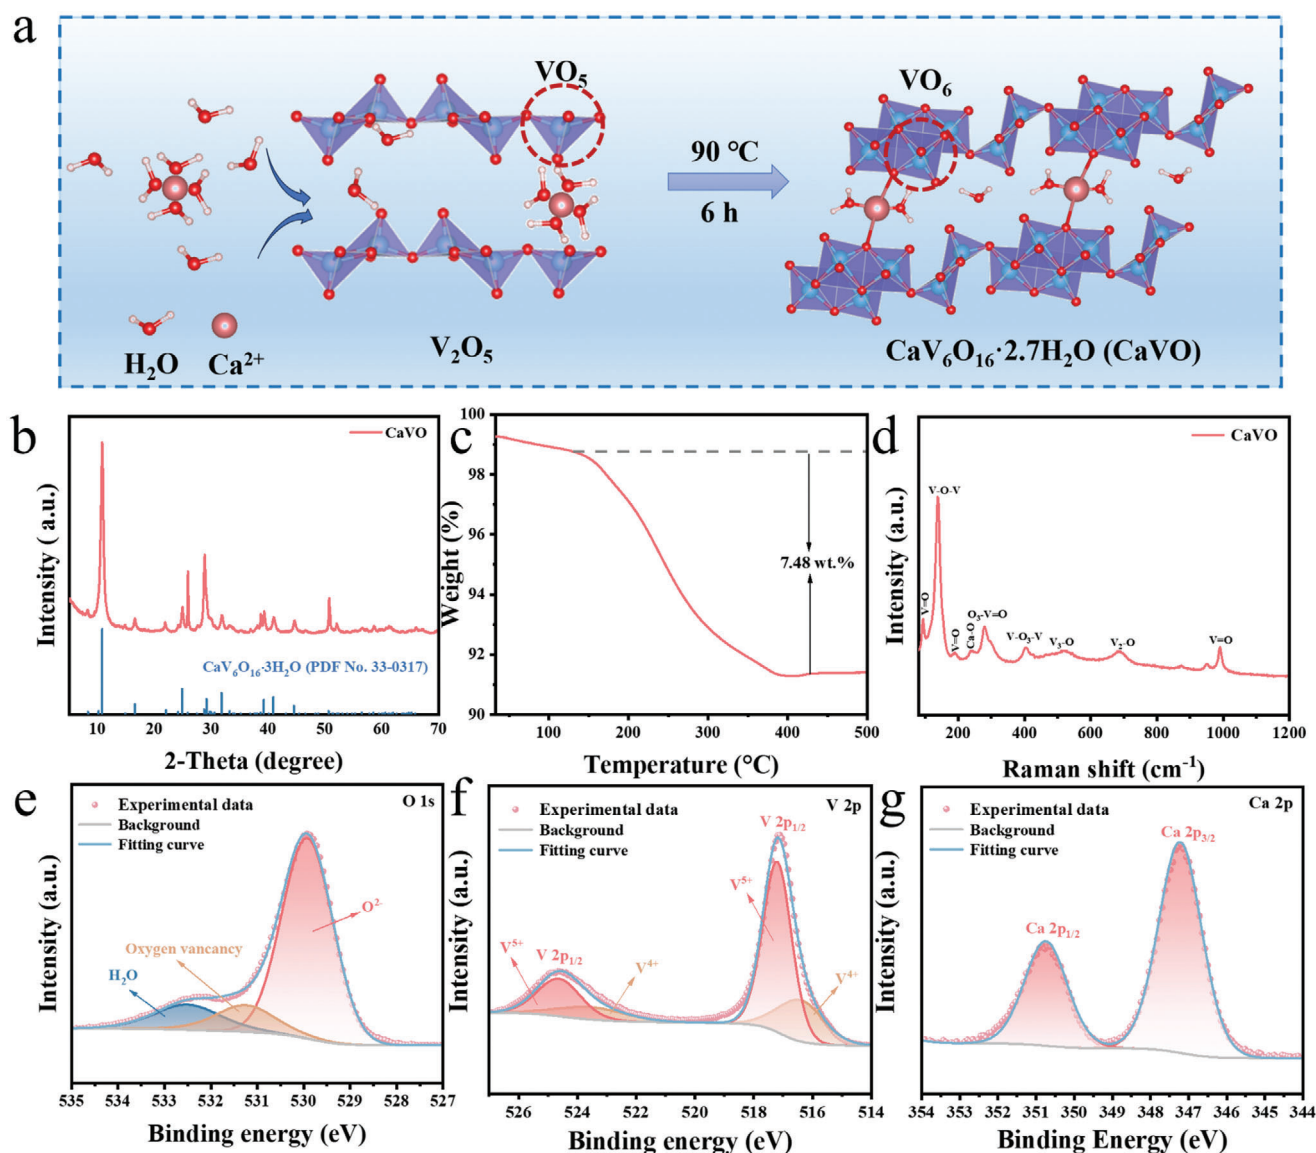 a
VO5
VO6
90 °C
6 h
H2O
Ca2+
V2O5
CaV6O16·2.7H2O (CaVO)
b
CaVO
CaV6O16·3H2O (PDF No. 33-0317)
Intensity ( a.u.)
10 20 30 40 50 60 70
2-Theta (degree)
c
100
98
96
94
92
90
Weight (%)
7.48 wt.%
100 200 300 400 500
Temperature (°C)
d
CaVO
V=O
V-O-V
V=O
Ca-O
O3-V=O
V-O3-V
V3-O
V2-O
V=O
Intensity (a.u.)
200 400 600 800 1000 1200
Raman shift (cm-1)
e
Experimental data
Background
Fitting curve
O 1s
O2-
Oxygen vancancy
H2O
Intensity (a.u.)
535 534 533 532 531 530 529 528 527
Binding energy (eV)
f
Experimental data
Background
Fitting curve
V 2p
V 2p1/2
V5+
V5+
V 2p1/2
V4+
V4+
Intensity (a.u.)
526 524 522 520 518 516 514
Binding energy (eV)
g
Experimental data
Background
Fitting curve
Ca 2p
Ca 2p3/2
Ca 2p1/2
Intensity (a.u.)
354 353 352 351 350 349 348 347 346 345 344
Binding Energy (eV)